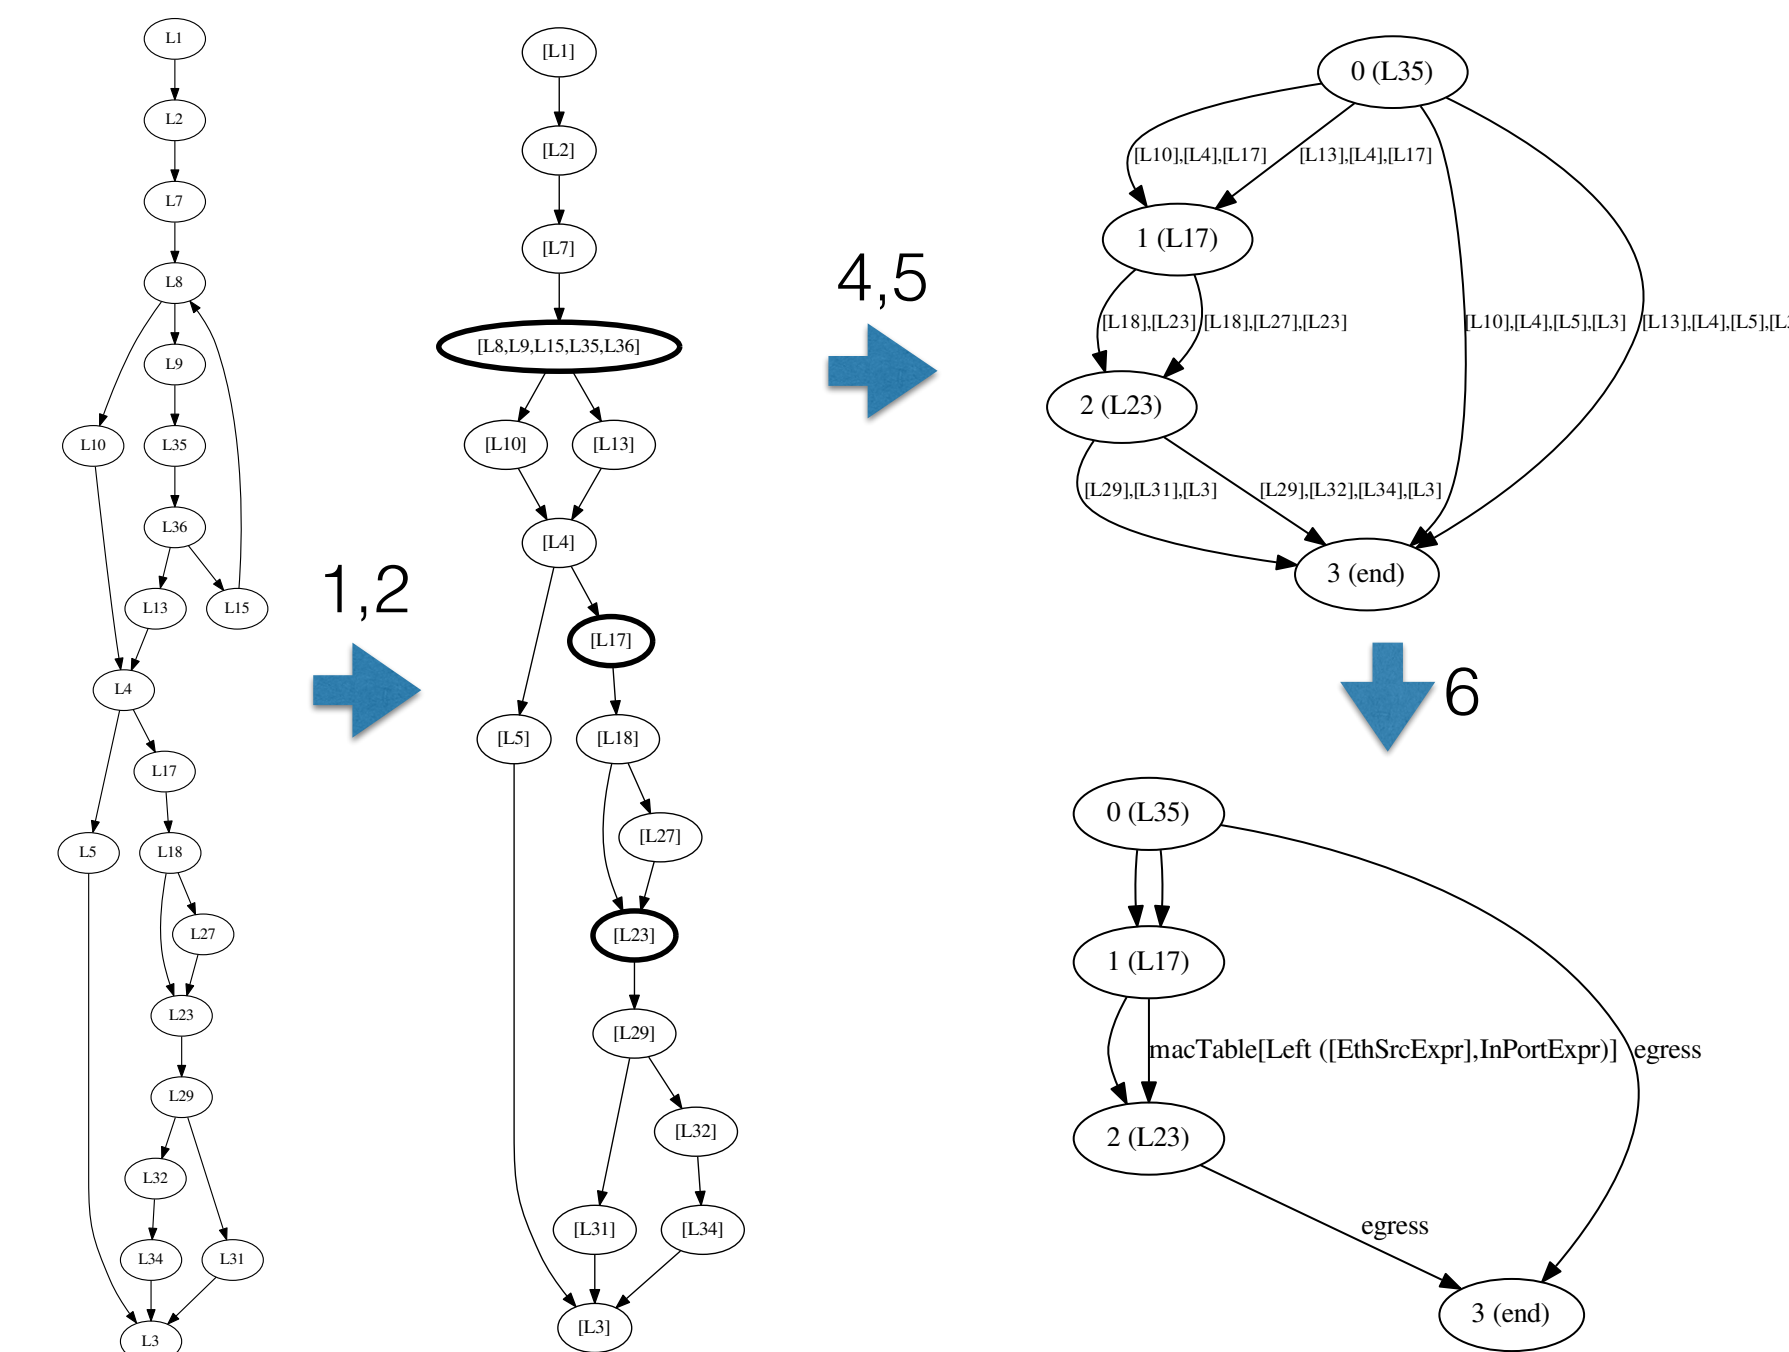 L1
L2
L7
L8
L9
L10
L35
L36
L13
L15
L4
L17
L5
L18
L27
L23
L29
L32
L34
L31
L3
1,2
[L1]
[L2]
[L7]
[L8,L9,L15,L35,L36]
[L10]
[L13]
[L4]
[L17]
[L5]
[L18]
[L27]
[L23]
[L29]
[L32]
[L31]
[L34]
[L3]
4,5
0 (L35)
[L10],[L4],[L17]
[L13],[L4],[L17]
1 (L17)
[L18],[L23]
[L18],[L27],[L23]
[L10],[L4],[L5],[L3]
[L13],[L4],[L5],[L
2 (L23)
[L29],[L31],[L3]
[L29],[L32],[L34],[L3]
3 (end)
6
0 (L35)
1 (L17)
macTable[Left ([EthSrcExpr],InPortExpr)]
egress
2 (L23)
egress
3 (end)